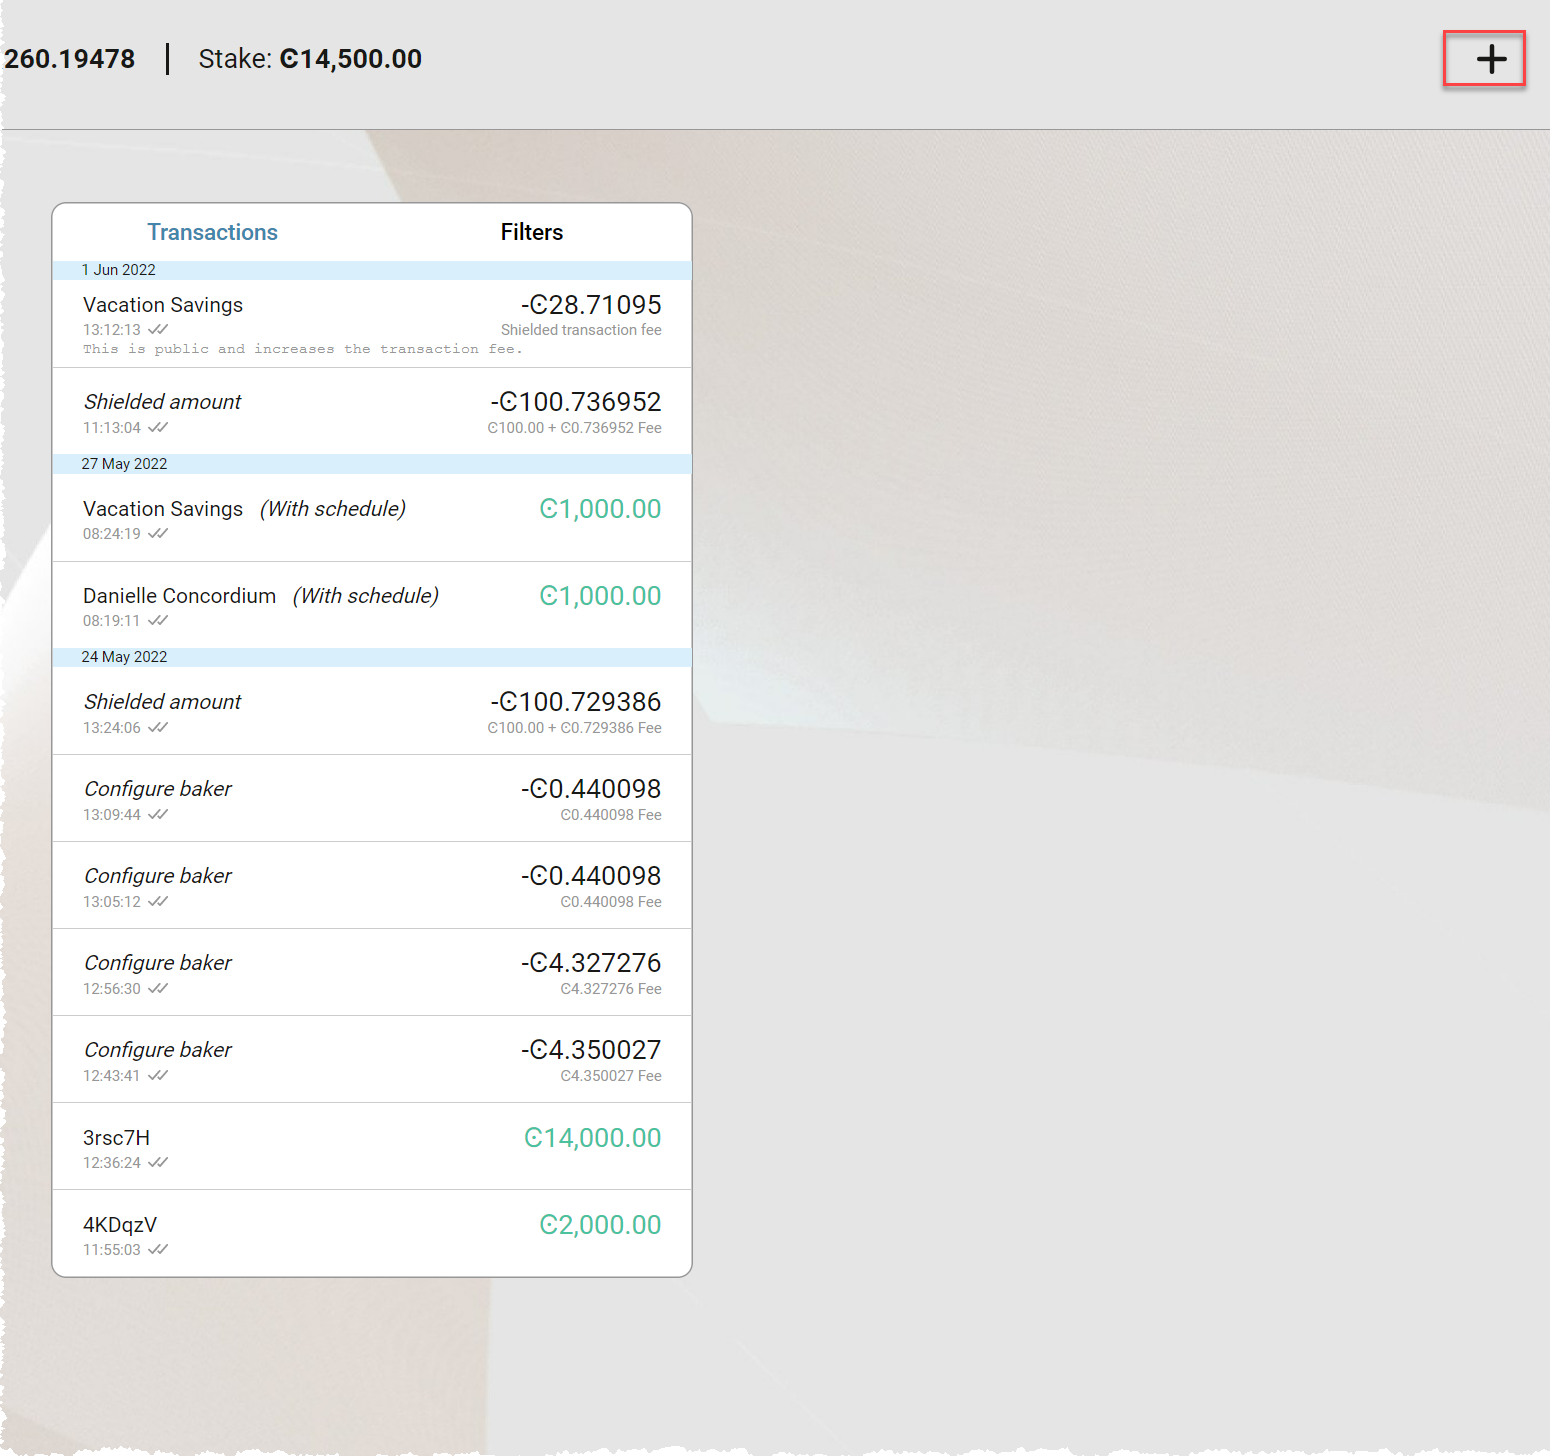 260.19478 | Stake: Ͼ14,500.00
Transactions Filters
1 Jun 2022
Vacation Savings -Ͼ28.71095
13:12:13 Shielded transaction fee
This is public and increases the transaction fee.
Shielded amount -Ͼ100.736952
11:13:04 Ͼ100.00 + Ͼ0.736952 Fee
27 May 2022
Vacation Savings (With schedule) Ͼ1,000.00
08:24:19
Danielle Concordium (With schedule) Ͼ1,000.00
08:19:11
24 May 2022
Shielded amount -Ͼ100.729386
13:24:06 Ͼ100.00 + Ͼ0.729386 Fee
Configure baker -Ͼ0.440098
13:09:44 Ͼ0.440098 Fee
Configure baker -Ͼ0.440098
13:05:12 Ͼ0.440098 Fee
Configure baker -Ͼ4.327276
12:56:30 Ͼ4.327276 Fee
Configure baker -Ͼ4.350027
12:43:41 Ͼ4.350027 Fee
3rsc7H Ͼ14,000.00
12:36:24
4KDqzV Ͼ2,000.00
11:55:03